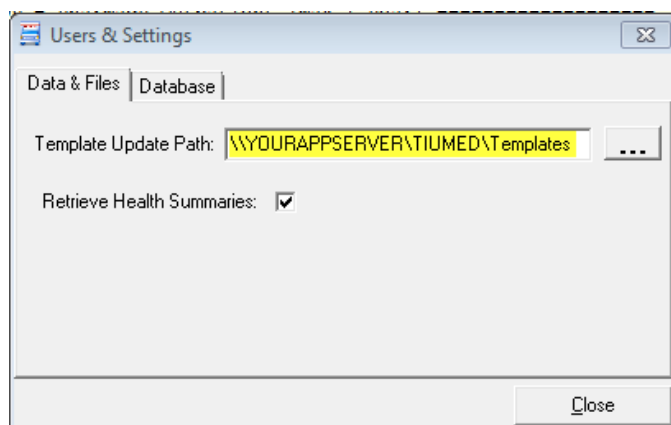 Users & Settings
Data & Files
Database
Template Update Path: \\YOURAPPSERVER\TIUMED\Templates ...
Retrieve Health Summaries:
Close